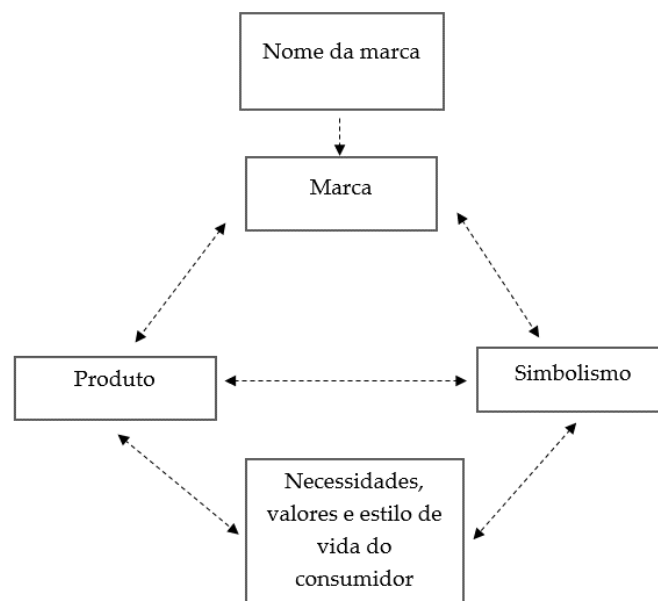 Nome da marca
Marca
Produto
Simbolismo
Necessidades,
valores e estilo de
vida do
consumidor